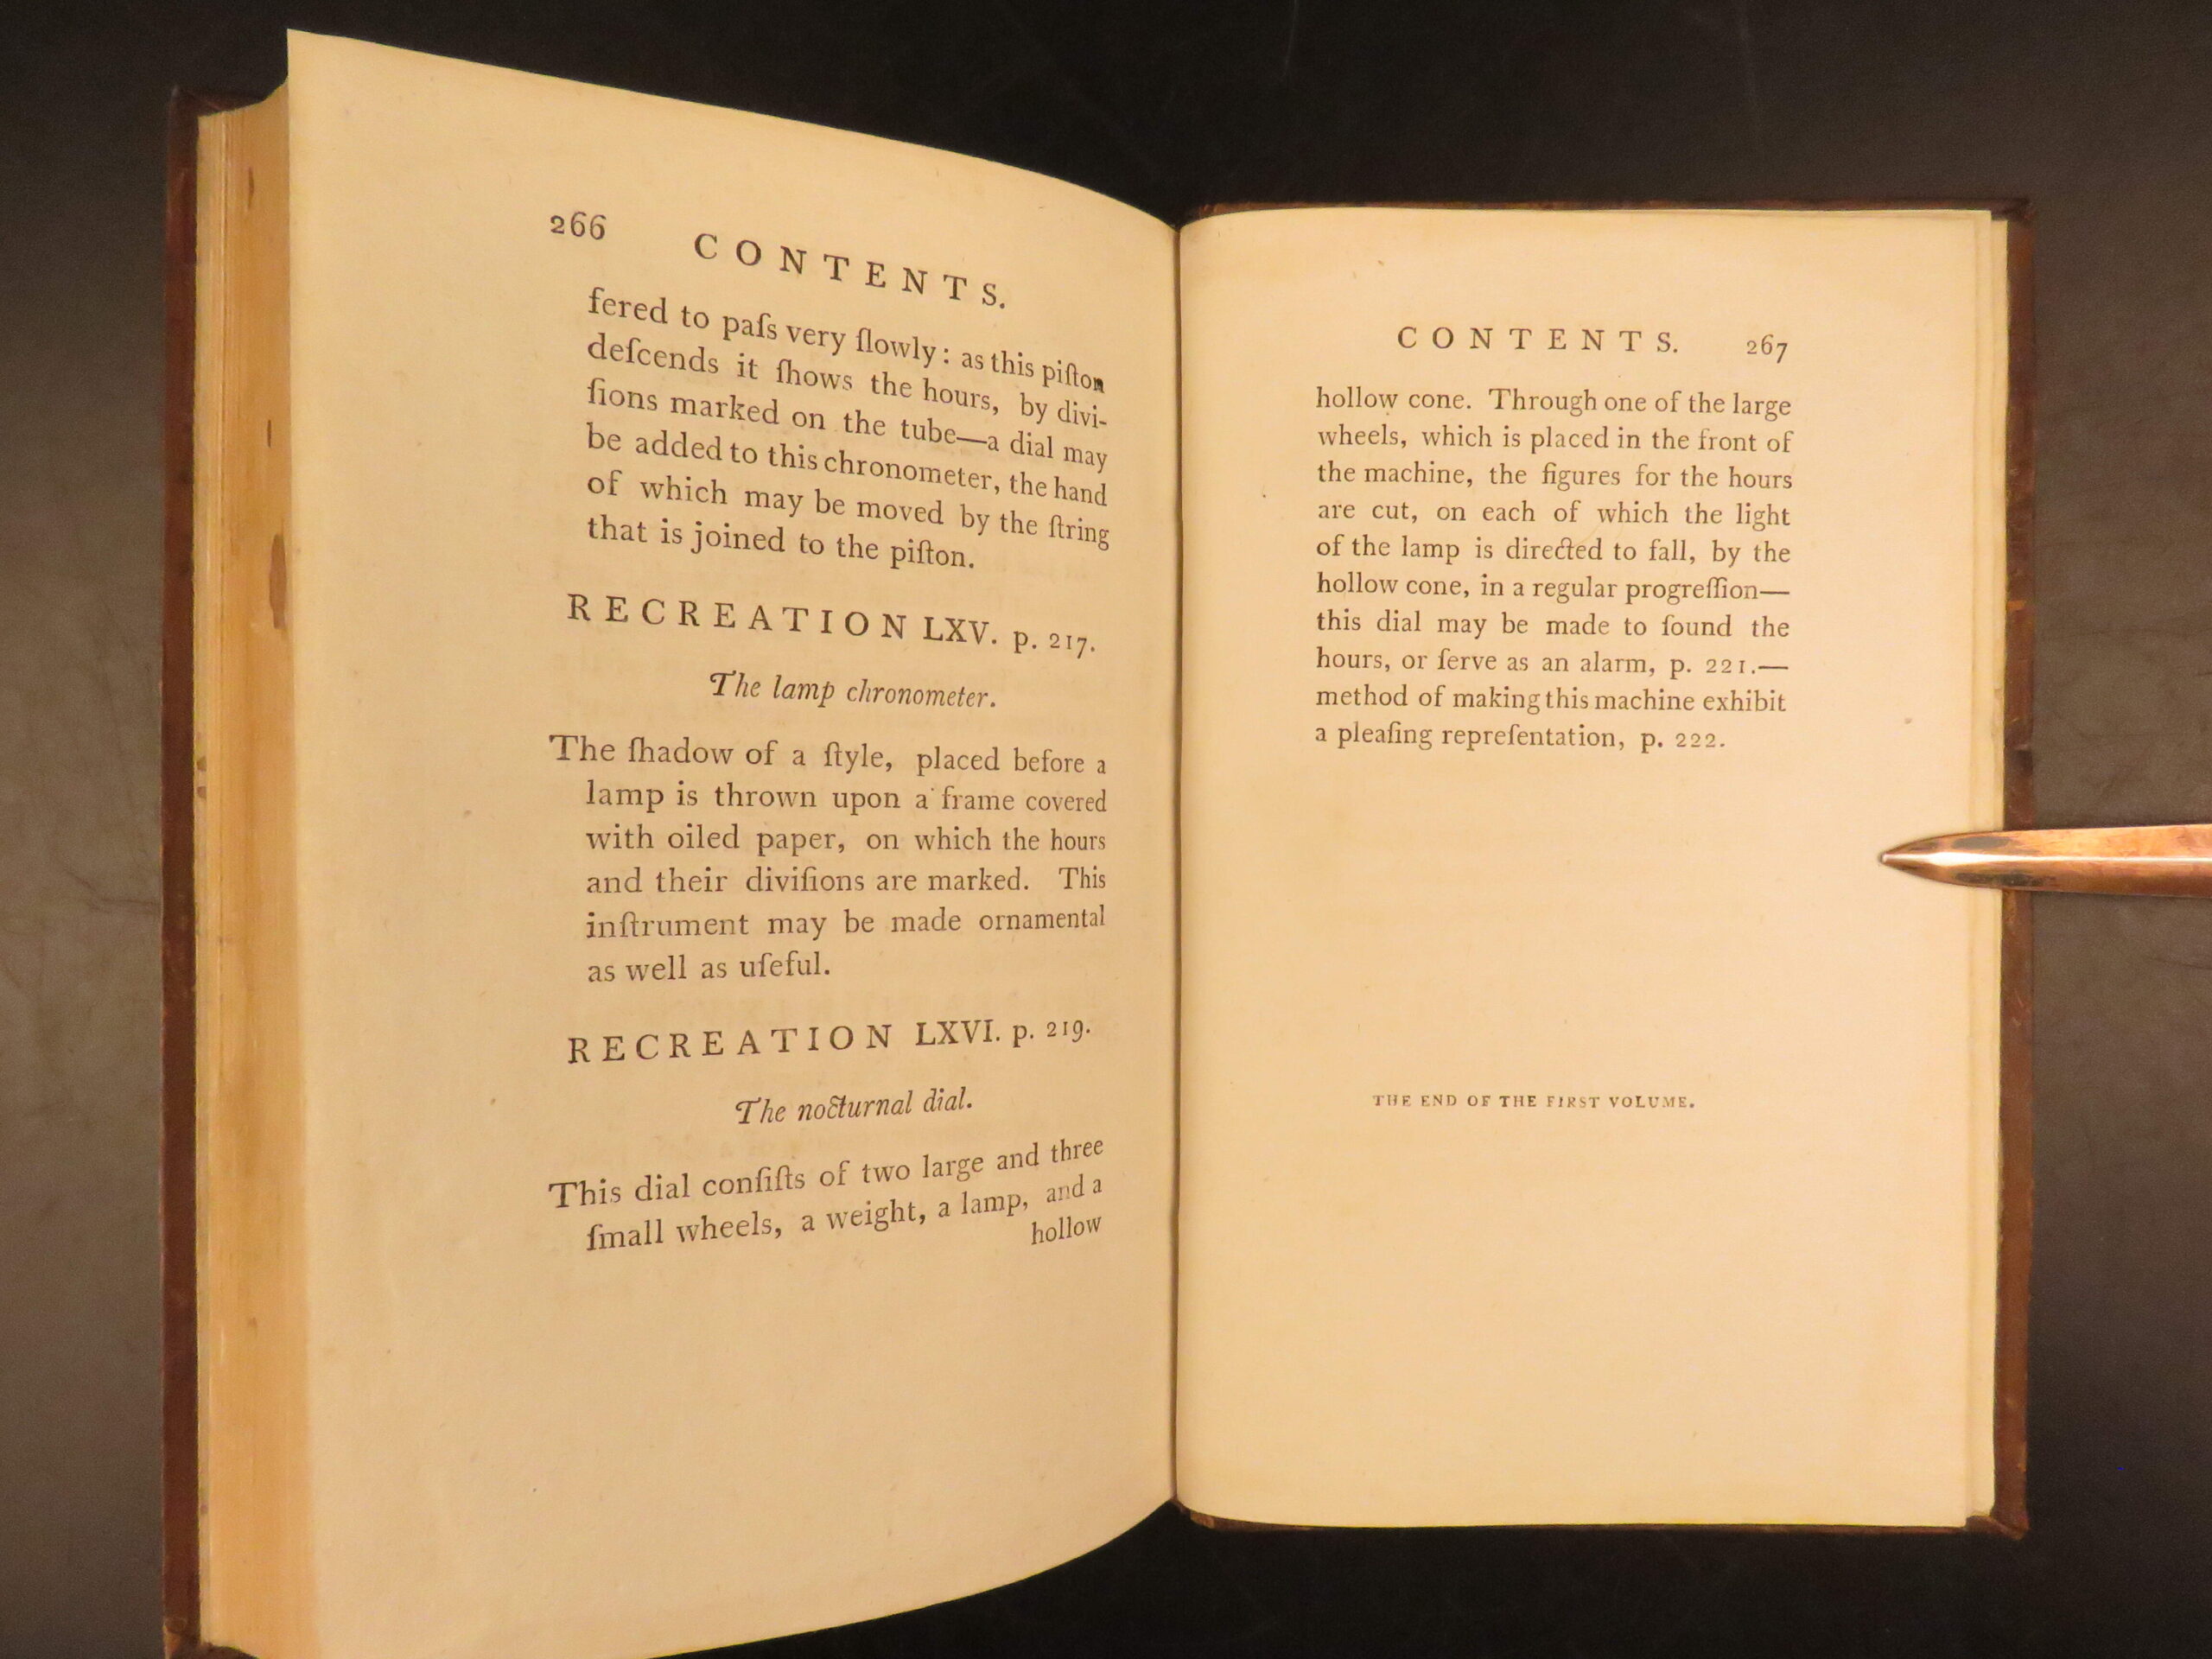 266 CONTENTS.
fered to paſs very ſlowly: as this piſton
deſcends it ſhows the hours, by divi-
ſions marked on the tube—a dial may
be added to this chronometer, the hand
of which may be moved by the ſtring
that is joined to the piſton.
RECREATION LXV. p. 217.
The lamp chronometer.
The ſhadow of a ſtyle, placed before a
lamp is thrown upon a frame covered
with oiled paper, on which the hours
and their diviſions are marked. This
inſtrument may be made ornamental
as well as uſeful.
RECREATION LXVI. p. 219.
The nocturnal dial.
This dial conſiſts of two large and three
ſmall wheels, a weight, a lamp, and a
hollow
CONTENTS. 267
hollow cone. Through one of the large
wheels, which is placed in the front of
the machine, the figures for the hours
are cut, on each of which the light
of the lamp is directed to fall, by the
hollow cone, in a regular progreſſion—
this dial may be made to ſound the
hours, or ſerve as an alarm, p. 221.—
method of making this machine exhibit
a pleaſing repreſentation, p. 222.
THE END OF THE FIRST VOLUME.